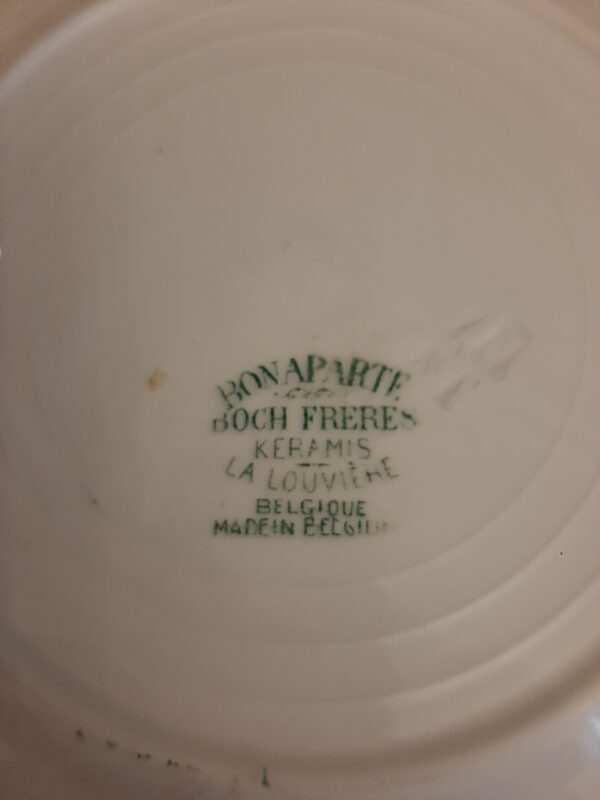 BONAPARTE
BOCH FRERES
KERAMIS
LA LOUVIÈRE
BELGIQUE
MADE IN BELGIUM